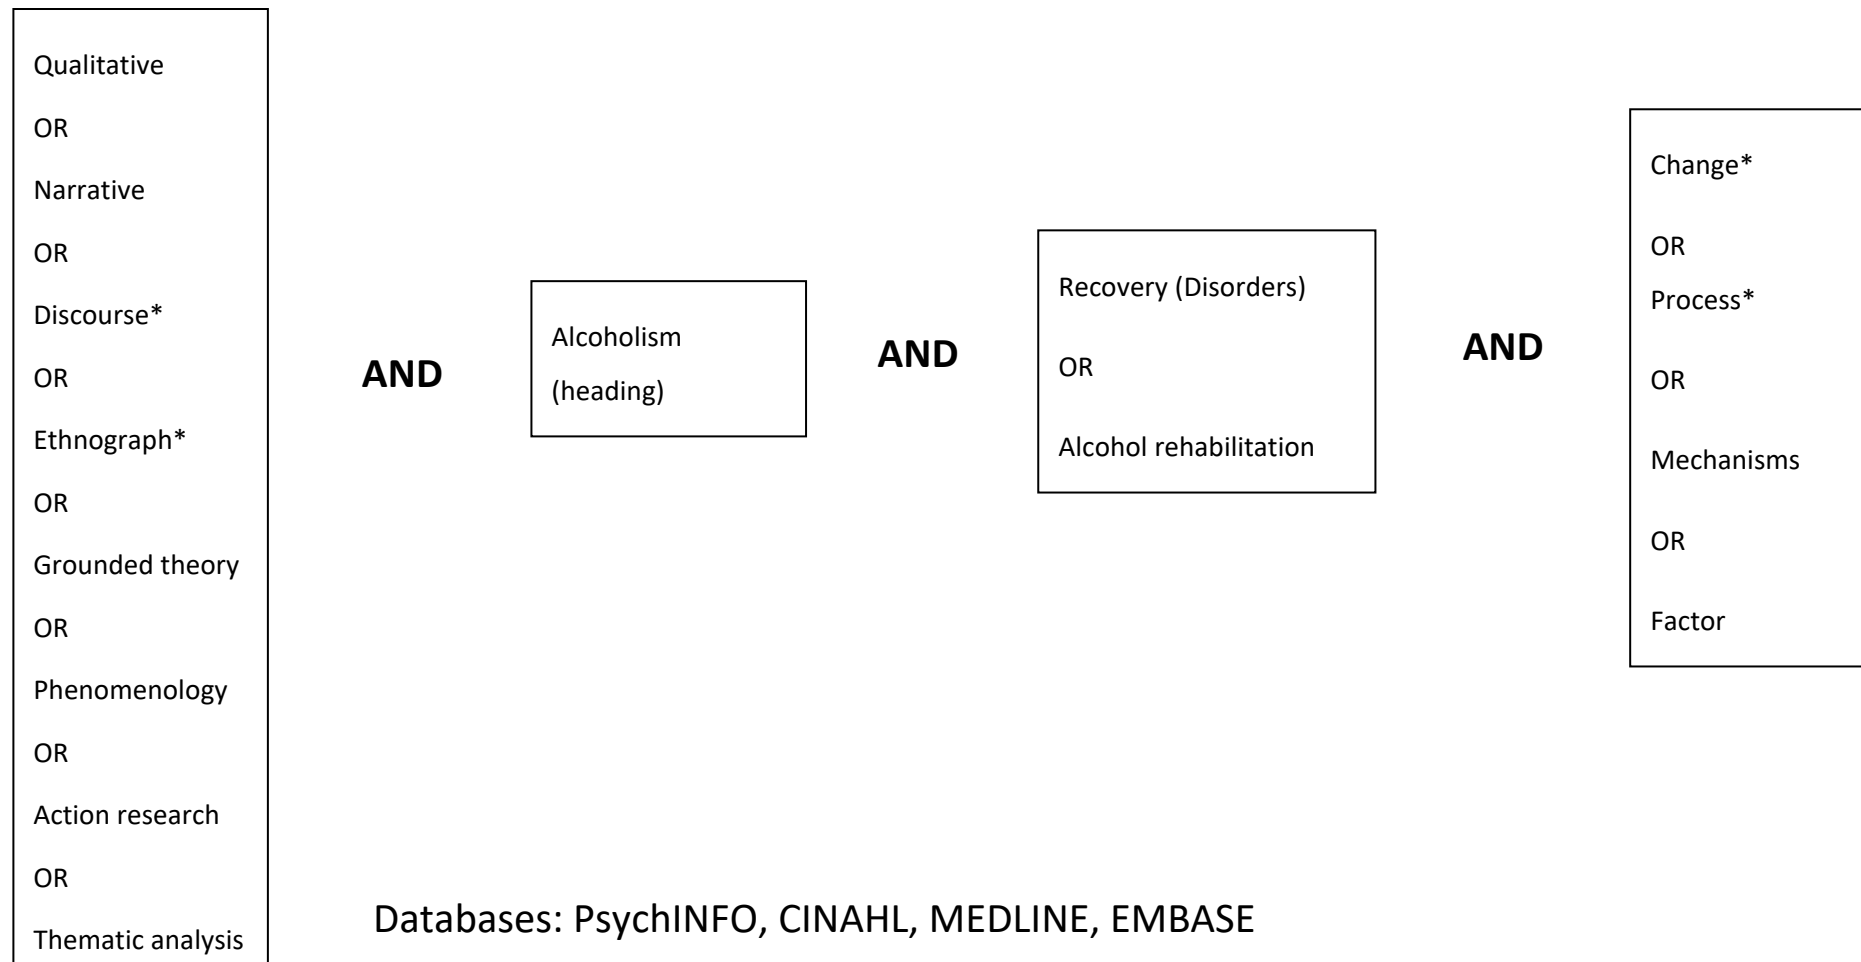 Qualitative
OR
Narrative
OR
Discourse*
OR
Ethnograph*
OR
Grounded theory
OR
Phenomenology
OR
Action research
OR
Thematic analysis
AND
Alcoholism
(heading)
AND
Recovery (Disorders)
OR
Alcohol rehabilitation
AND
Change*
OR
Process*
OR
Mechanisms
OR
Factor
Databases: PsychINFO, CINAHL, MEDLINE, EMBASE